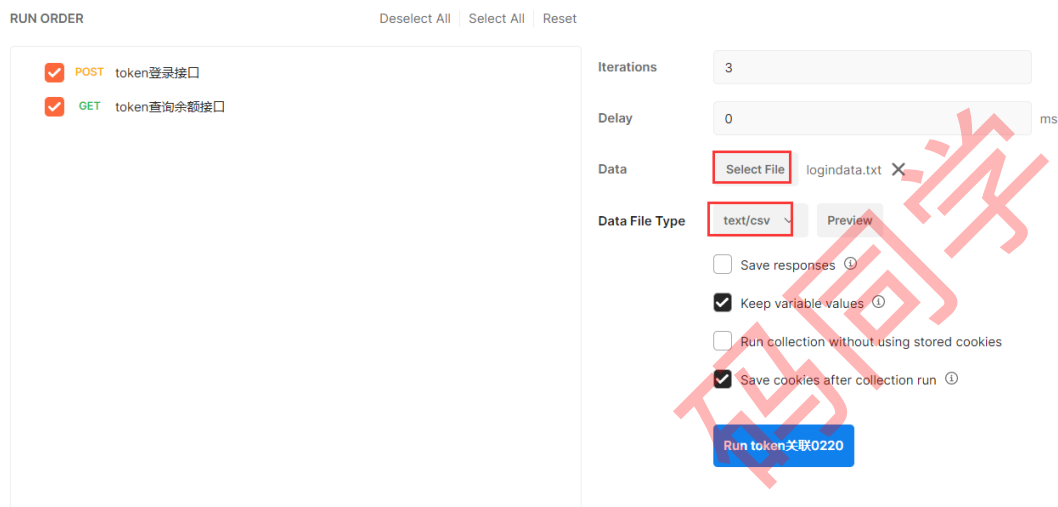 RUN ORDER
Deselect All Select All Reset
POST token登录接口
GET token查询余额接口
Iterations 3
Delay 0 ms
Data Select File logindata.txt
Data File Type text/csv Preview
Save responses
Keep variable values
Run collection without using stored cookies
Save cookies after collection run
Run token关联0220
码同学